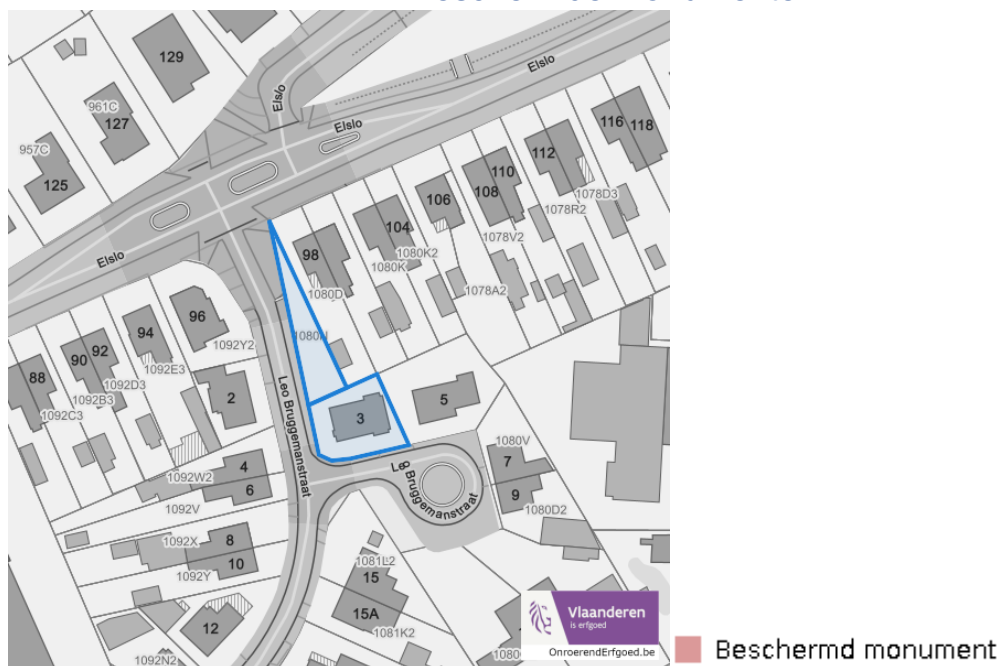 129
Elslo
Elslo
961C
127
Elslo
116
118
957C
125
112
110
108
1078D3
106
1078R2
104
98
1078V2
1080K2
1080K
1078A2
1080D
Elslo
96
94
1080N
1092Y2
92
90
88
1092E3
1092D3
1092B3
1092C3
2
5
3
Leo Bruggemanstraat
Leo Bruggemanstraat
1080V
7
9
1080D2
4
6
1092W2
1092V
8
10
1092X
1092Y
1081L2
15
15A
1081K2
12
1092N2
Vlaanderen
is erfgoed
OnroerendErfgoed.be
Beschermd monument